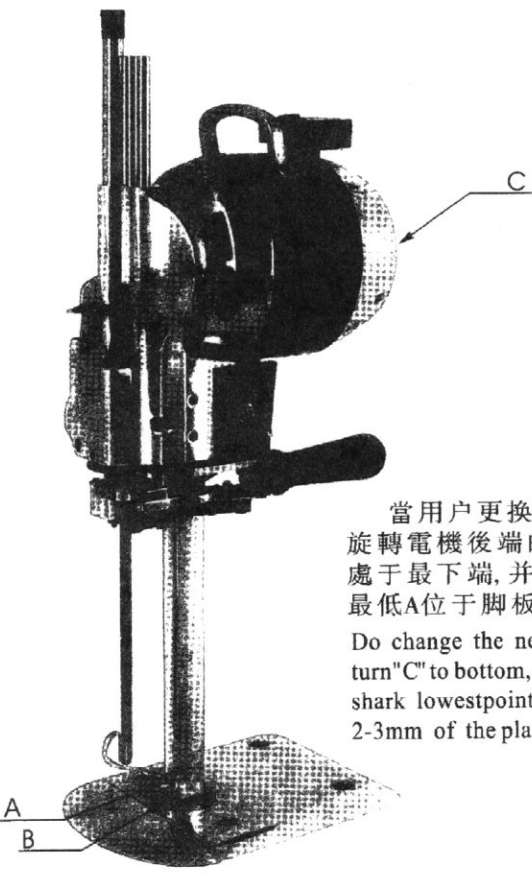 C
當用户更换
旋轉電機後端
處于最下端,并
最低A位于脚板
Do change the ne
turn"C"to bottom,
shark lowestpoint
2-3mm of the pla
A
B